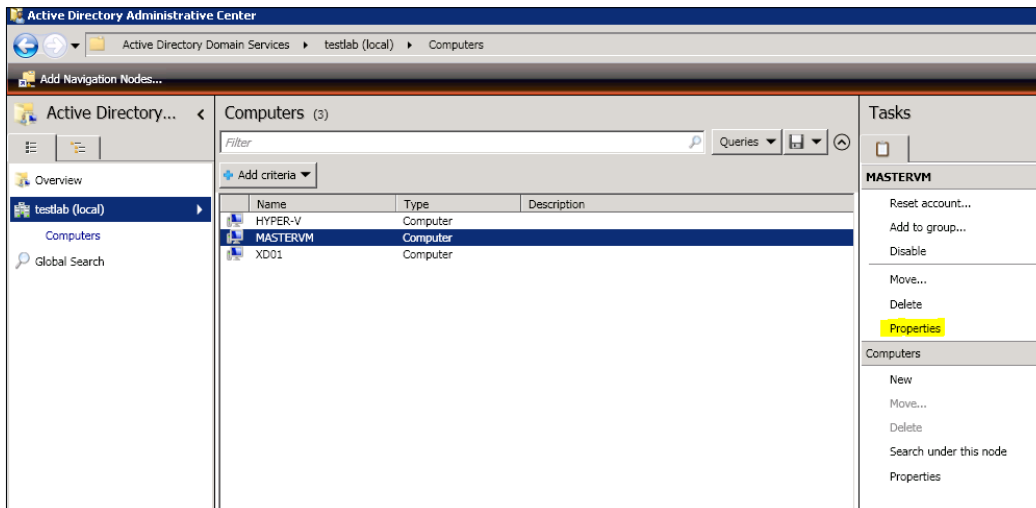 Active Directory Administrative Center
Active Directory Domain Services testlab (local) Computers
Add Navigation Nodes...
Active Directory...
Overview
testlab (local)
Computers
Global Search
Computers (3)
Filter
Queries
Add criteria
Name Type Description
HYPER-V Computer
MASTERVM Computer
XD01 Computer
Tasks
MASTERVM
Reset account...
Add to group...
Disable
Move...
Delete
Properties
Computers
New
Move...
Delete
Search under this node
Properties